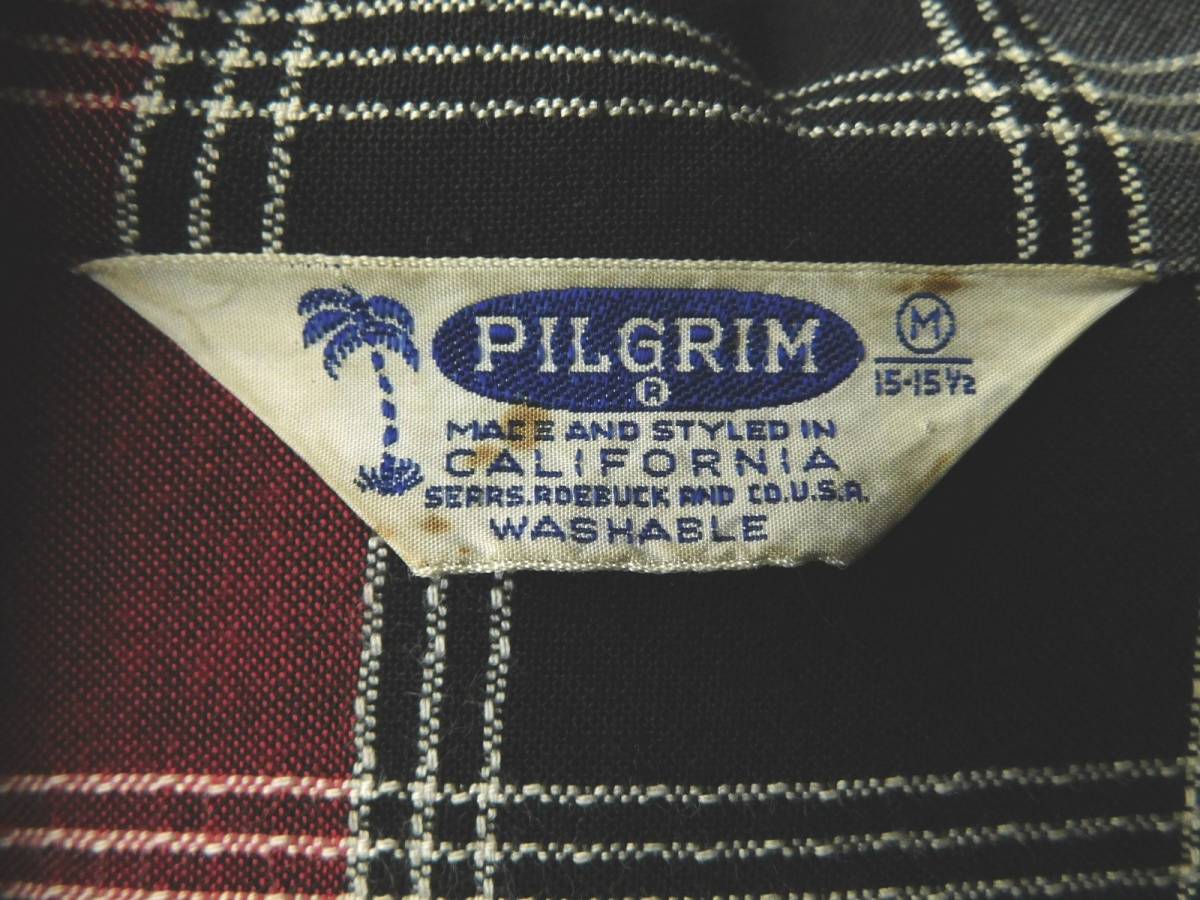 PILGRIM
®
M
15-15½
MADE AND STYLED IN
CALIFORNIA
SEARS. ROEBUCK AND CO. U.S.A.
WASHABLE